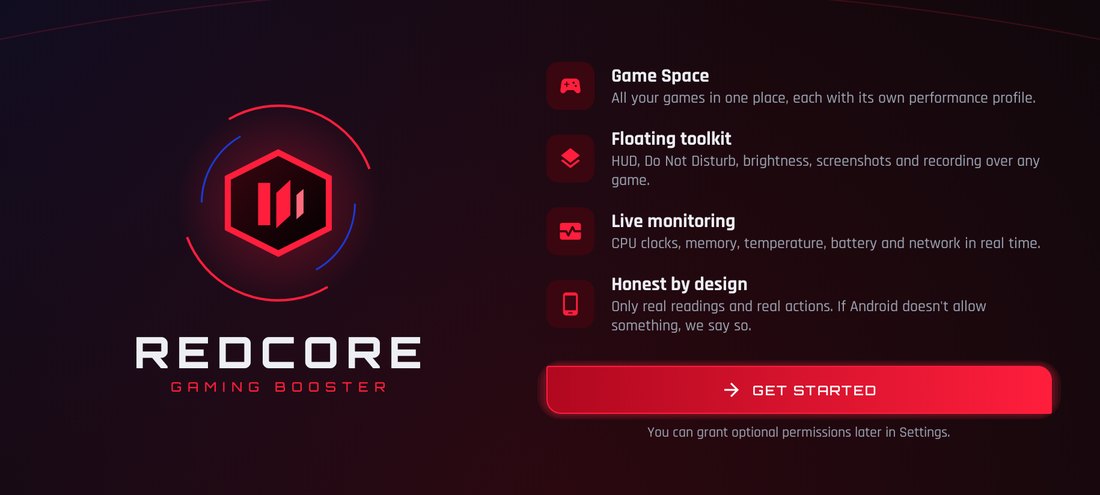 REDCORE
GAMING BOOSTER
Game Space
All your games in one place, each with its own performance profile.
Floating toolkit
HUD, Do Not Disturb, brightness, screenshots and recording over any
game.
Live monitoring
CPU clocks, memory, temperature, battery and network in real time.
Honest by design
Only real readings and real actions. If Android doesn't allow
something, we say so.
GET STARTED
You can grant optional permissions later in Settings.